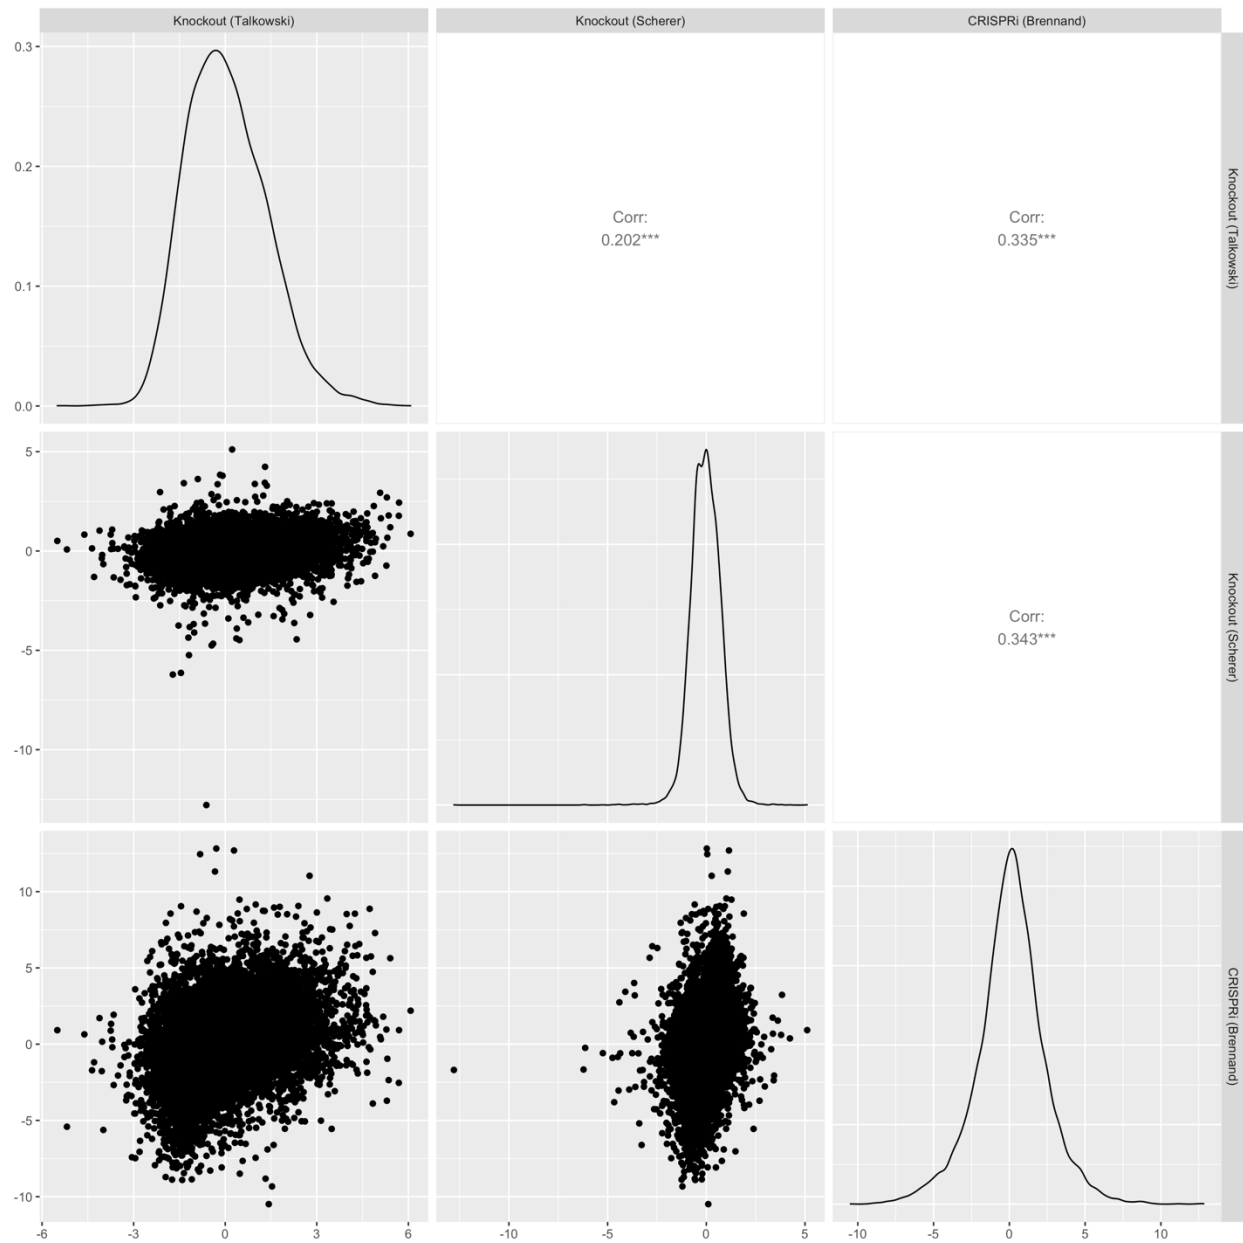 Knockout (Talkowski)
Knockout (Scherer)
CRISPRi (Brennand)
0.3
0.2
0.1
0.0
Corr:
0.202***
Corr:
0.335***
Knockout (Talkowski)
5
0
-5
-10
Corr:
0.343***
Knockout (Scherer)
10
5
0
-5
-10
CRISPRi (Brennand)
-6 -3 0 3 6
-10 -5 0 5
-10 -5 0 5 10